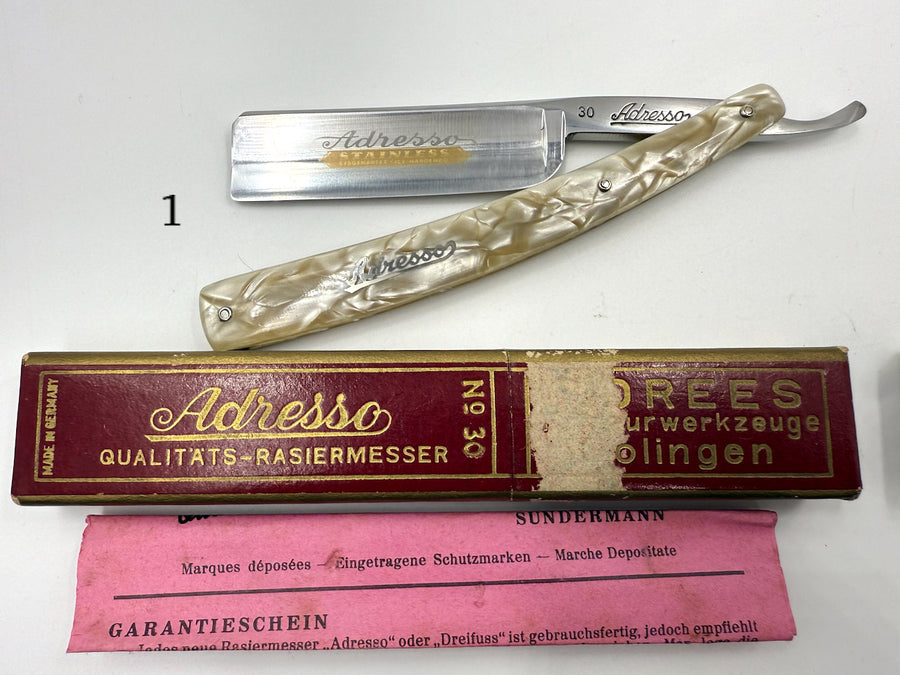 30 Adresso
Adresso
STAINLESS
1
Adresso
MADE IN GERMANY
Adresso
QUALITÄTS-RASIERMESSER
No 30
DREES
urwerkzeuge
olingen
SUNDERMANN
Marques déposées — Eingetragene Schutzmarken — Marche Depositate
GARANTIESCHEIN
Jedes neue Rasiermesser „Adresso" oder „Dreifuss" ist gebrauchsfertig, jedoch empfiehlt